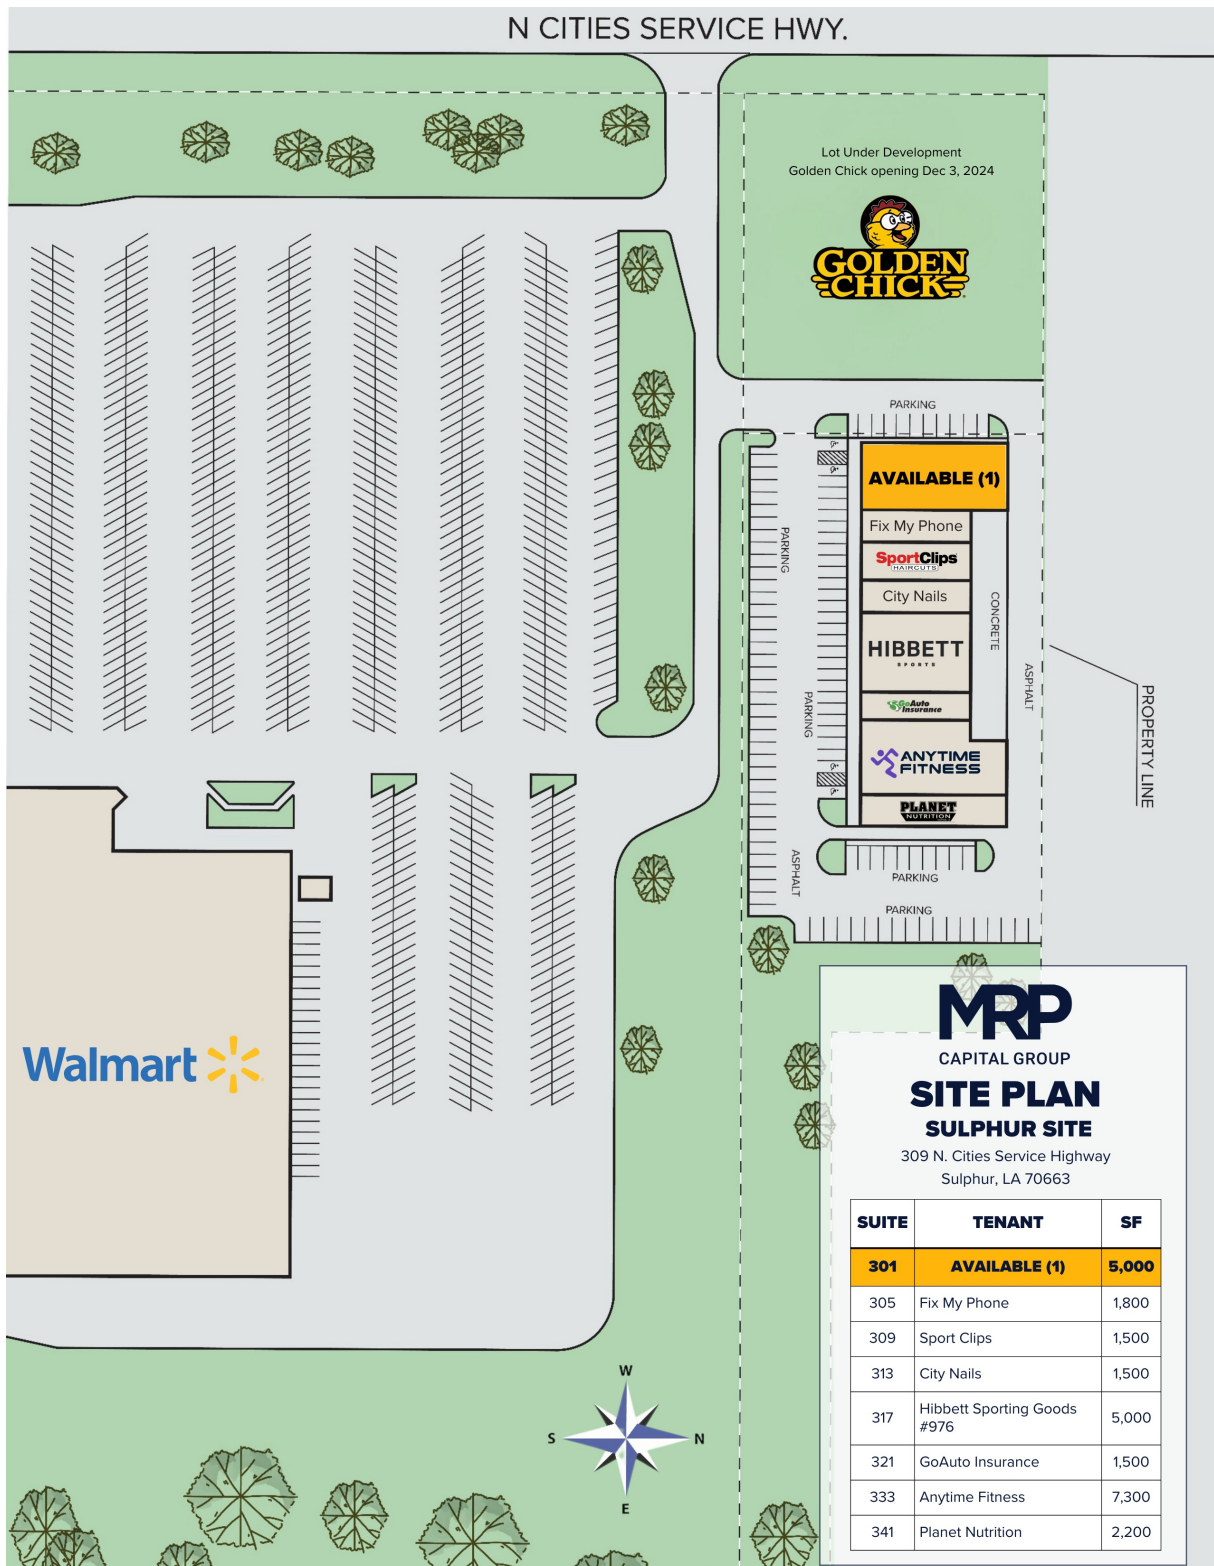 N CITIES SERVICE HWY.
Lot Under Development
Golden Chick opening Dec 3, 2024
GOLDEN
CHICK
PARKING
AVAILABLE (1)
Fix My Phone
SportClips
HAIRCUTS
City Nails
HIBBETT
SPORTS
GoAuto
Insurance
ANYTIME
FITNESS
PLANET
NUTRITION
PARKING
PARKING
CONCRETE
ASPHALT
PROPERTY LINE
ASPHALT
PARKING
PARKING
Walmart
W
S
N
E
MRP
CAPITAL GROUP
SITE PLAN
SULPHUR SITE
309 N. Cities Service Highway
Sulphur, LA 70663
SUITE TENANT SF
301 AVAILABLE (1) 5,000
305 Fix My Phone 1,800
309 Sport Clips 1,500
313 City Nails 1,500
317 Hibbett Sporting Goods #976 5,000
321 GoAuto Insurance 1,500
333 Anytime Fitness 7,300
341 Planet Nutrition 2,200